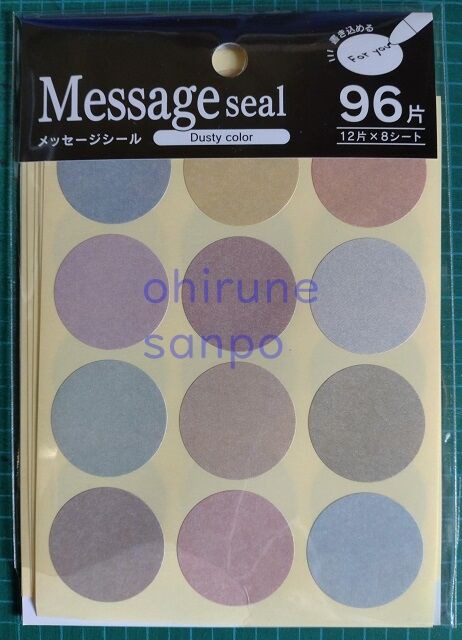 書き込める
For you
Message seal
96片
メッセージシール
Dusty color
12片×8シート
ohirune
sanpo